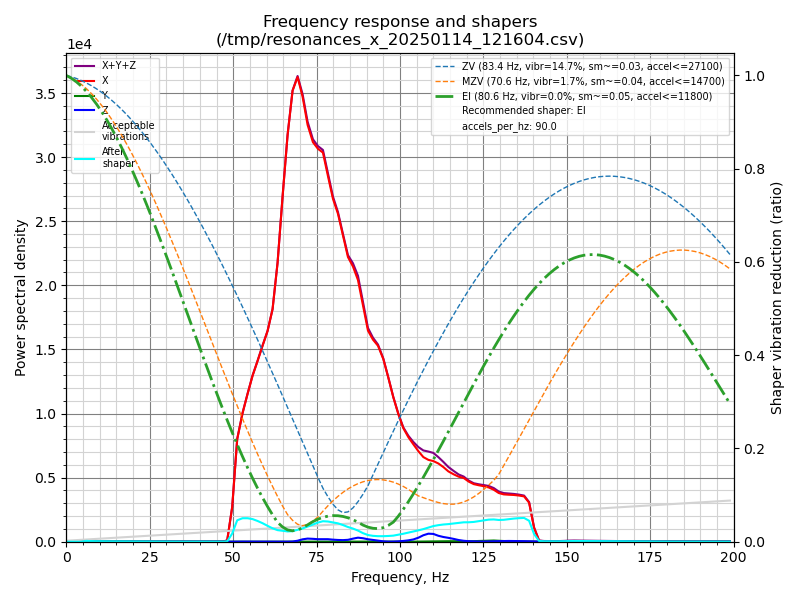 Frequency response and shapers
(/tmp/resonances_x_20250114_121604.csv)
1e4
X+Y+Z
X
Y
Z
Acceptable
vibrations
After
shaper
ZV (83.4 Hz, vibr=14.7%, sm~=0.03, accel<=27100)
MZV (70.6 Hz, vibr=1.7%, sm~=0.04, accel<=14700)
EI (80.6 Hz, vibr=0.0%, sm~=0.05, accel<=11800)
Recommended shaper: EI
accels_per_hz: 90.0
Power spectral density
3.5
3.0
2.5
2.0
1.5
1.0
0.5
0.0
1.0
0.8
0.6
0.4
0.2
0.0
Shaper vibration reduction (ratio)
0 25 50 75 100 125 150 175 200
Frequency, Hz